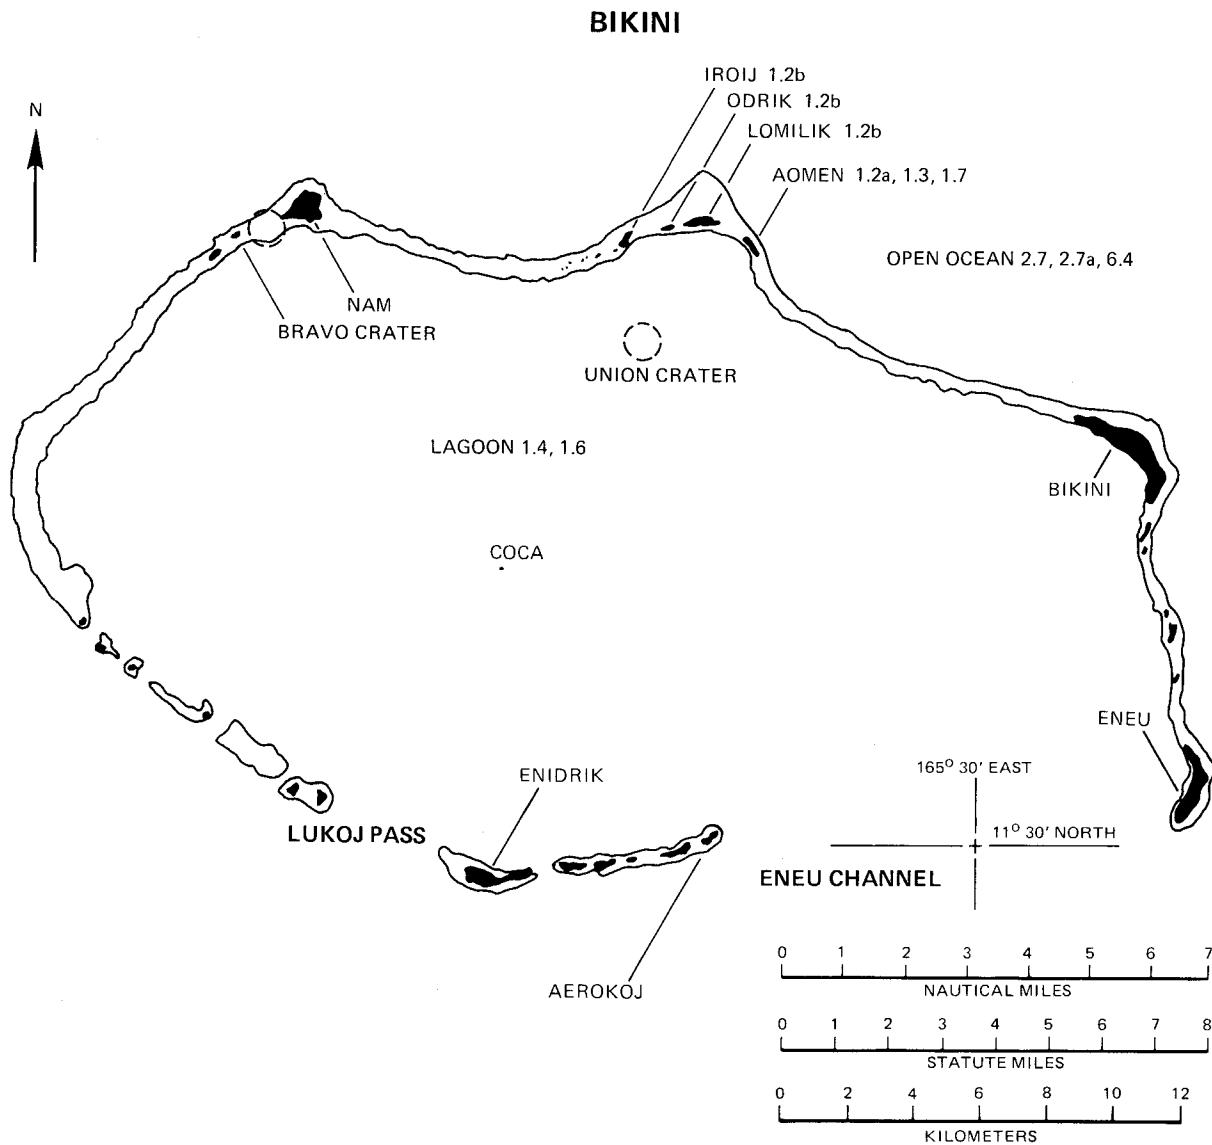 BIKINI
IROIJ 1.2b
ODRIK 1.2b
LOMILIK 1.2b
N
AOMEN 1.2a, 1.3, 1.7
OPEN OCEAN 2.7, 2.7a, 6.4
NAM
BRAVO CRATER
UNION CRATER
LAGOON 1.4, 1.6
BIKINI
COCA
ENEU
165° 30' EAST
ENIDRIK
11° 30' NORTH
LUKOJ PASS
ENEU CHANNEL
AEROKOJ
0 1 2 3 4 5 6 7
NAUTICAL MILES
0 1 2 3 4 5 6 7 8
STATUTE MILES
0 2 4 6 8 10 12
KILOMETERS